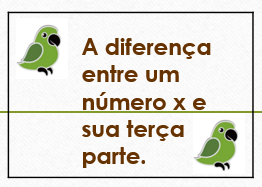 A diferença
entre um
número x e
sua terça
parte.